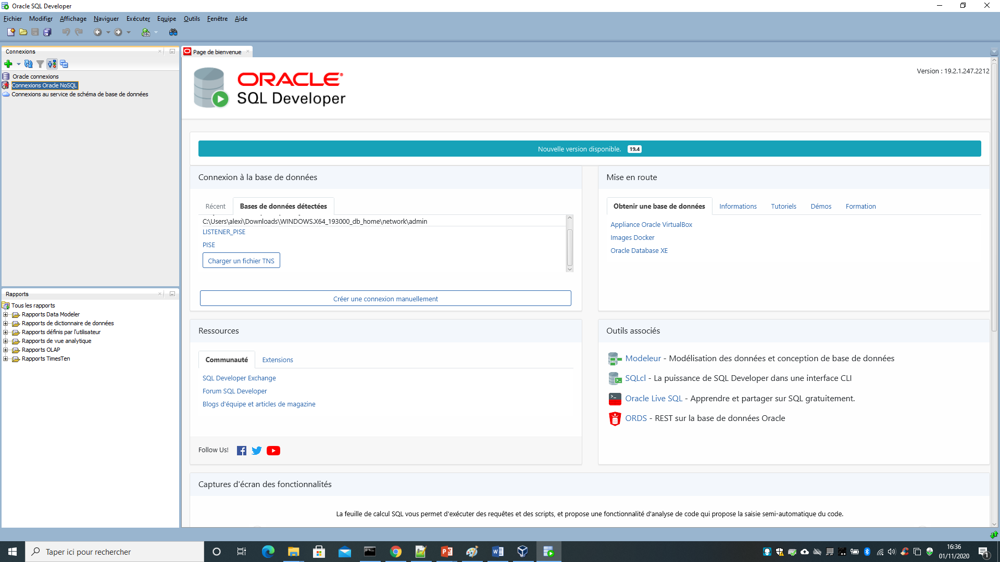 Oracle SQL Developer
Fichier Modifier Affichage Naviguer Exécuter Equipe Outils Fenêtre Aide
Connexions
Oracle connexions
Connexions Oracle NoSQL
Connexions au service de schéma de base de données
Rapports
Tous les rapports
Rapports Data Modeler
Rapports de dictionnaire de données
Rapports définis par l'utilisateur
Rapports de vue analytique
Rapports OLAP
Rapports TimesTen
Page de bienvenue
ORACLE
SQL Developer
Version : 19.2.1.247.2212
Nouvelle version disponible. 19.4
Connexion à la base de données
Récent Bases de données détectées
C:\Users\alexi\Downloads\WINDOWS.X64_193000_db_home\network\admin
LISTENER_PISE
PISE
Charger un fichier TNS
Créer une connexion manuellement
Mise en route
Obtenir une base de données Informations Tutoriels Démos Formation
Appliance Oracle VirtualBox
Images Docker
Oracle Database XE
Ressources
Communauté Extensions
SQL Developer Exchange
Forum SQL Developer
Blogs d'équipe et articles de magazine
Follow Us!
Outils associés
Modeleur - Modélisation des données et conception de base de données
SQLcl - La puissance de SQL Developer dans une interface CLI
Oracle Live SQL - Apprendre et partager sur SQL gratuitement.
ORDS - REST sur la base de données Oracle
Captures d'écran des fonctionnalités
La feuille de calcul SQL vous permet d'exécuter des requêtes et des scripts, et propose une fonctionnalité d'analyse de code qui propose la saisie semi-automatique du code.
Taper ici pour rechercher
16:36
01/11/2020
1